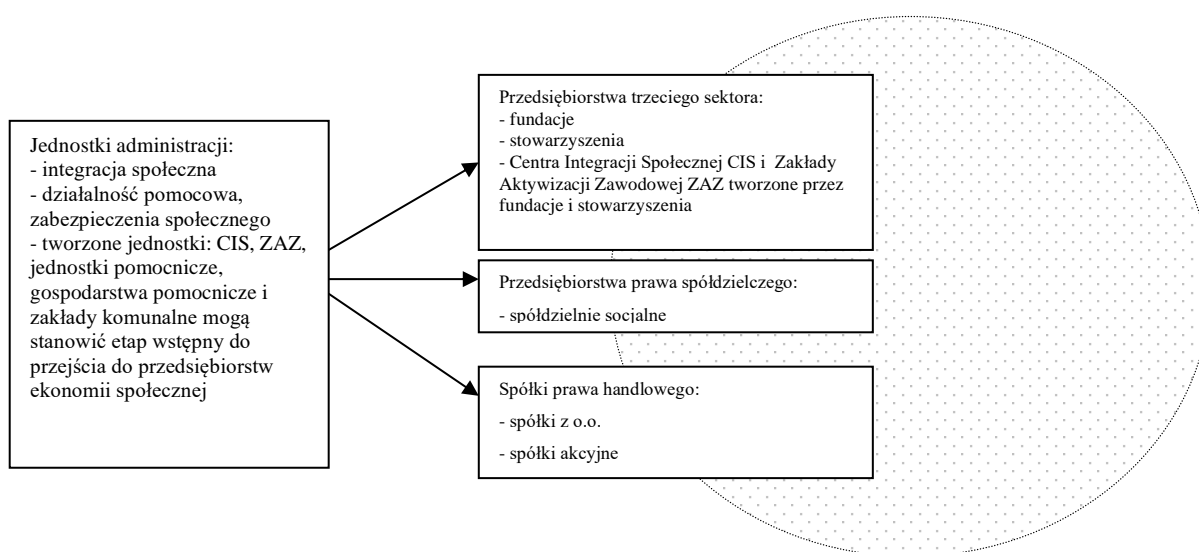 Jednostki administracji:
- integracja społeczna
- działalność pomocowa,
zabezpieczenia społecznego
- tworzone jednostki: CIS, ZAZ,
jednostki pomocnicze,
gospodarstwa pomocnicze i
zakłady komunalne mogą
stanowić etap wstępny do
przejścia do przedsiębiorstw
ekonomii społecznej
Przedsiębiorstwa trzeciego sektora:
- fundacje
- stowarzyszenia
- Centra Integracji Społecznej CIS i Zakłady
Aktywizacji Zawodowej ZAZ tworzone przez
fundacje i stowarzyszenia
Przedsiębiorstwa prawa spółdzielczego:
- spółdzielnie socjalne
Spółki prawa handlowego:
- spółki z o.o.
- spółki akcyjne